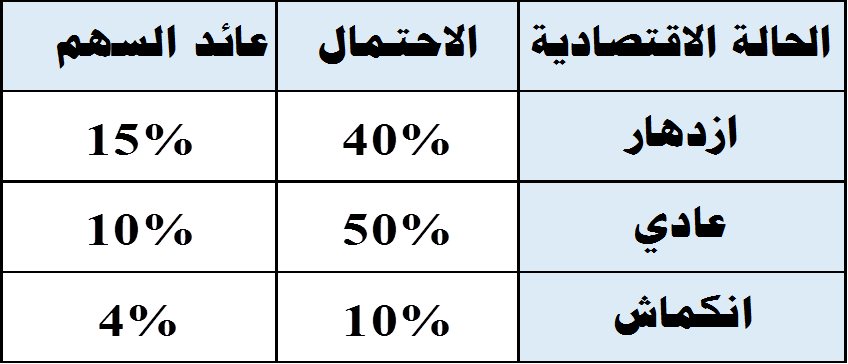 الحالة الاقتصادية الاحتمال عائد السهم
ازدهار 40% 15%
عادي 50% 10%
انكماش 10% 4%